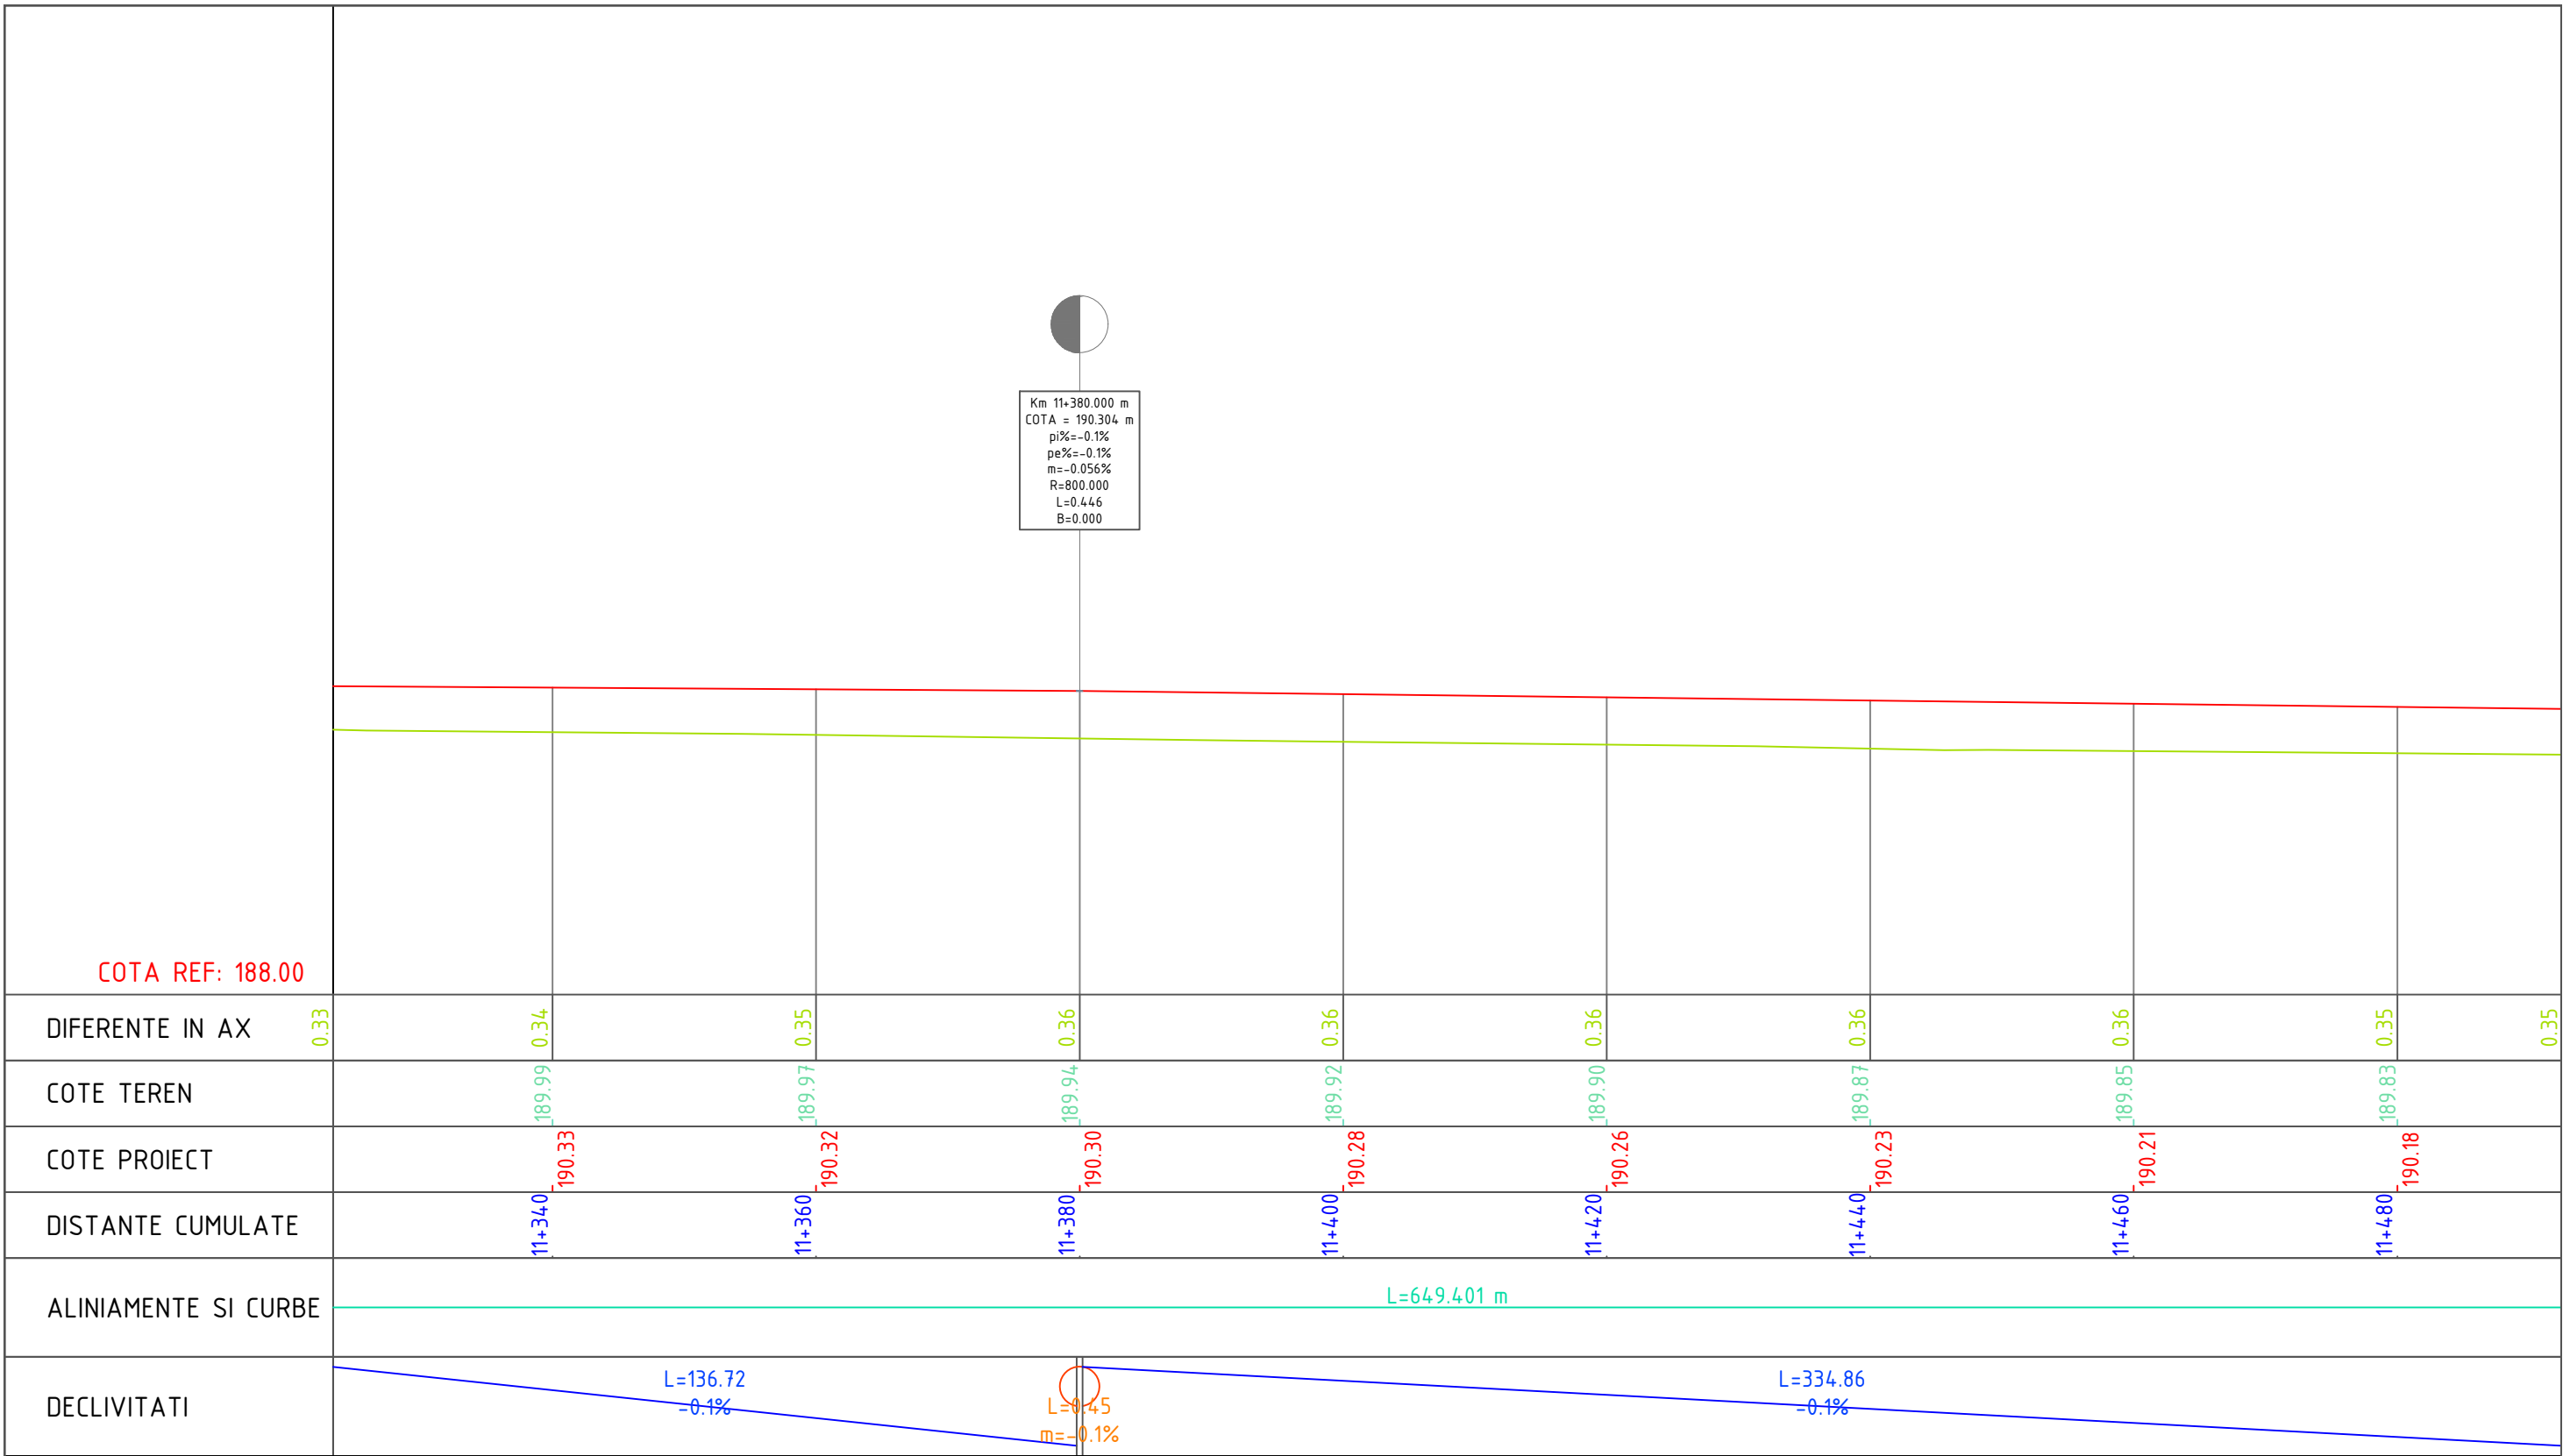 Km 11+380.000 m
COTA = 190.304 m
pi%=-0.1%
pe%=-0.1%
m=-0.056%
R=800.000
L=0.446
B=0.000
COTA REF: 188.00
DIFERENTE IN AX 0.33 0.34 0.35 0.36 0.36 0.36 0.36 0.36 0.35 0.35
COTE TEREN 189.99 189.97 189.94 189.92 189.90 189.87 189.85 189.83
COTE PROIECT 190.33 190.32 190.30 190.28 190.26 190.23 190.21 190.18
DISTANTE CUMULATE 11+340 11+360 11+380 11+400 11+420 11+440 11+460 11+480
ALINIAMENTE SI CURBE L=649.401 m
DECLIVITATI
L=136.72
-0.1%
L=0.45
m=-0.1%
L=334.86
-0.1%